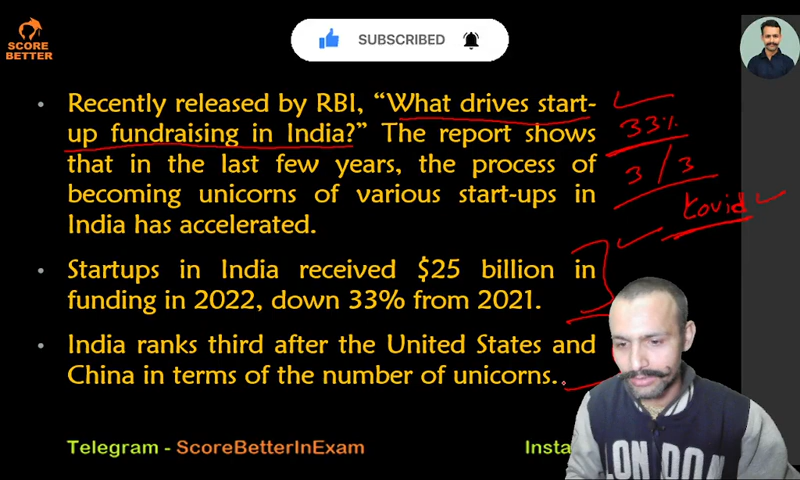 SCORE
BETTER
SUBSCRIBED
• Recently released by RBI, “What drives start-
up fundraising in India?” The report shows
that in the last few years, the process of
becoming unicorns of various start-ups in
India has accelerated.
33%
3/3
Kovid
• Startups in India received $25 billion in
funding in 2022, down 33% from 2021.
• India ranks third after the United States and
China in terms of the number of unicorns.
Telegram - ScoreBetterInExam
Insta
LONDON